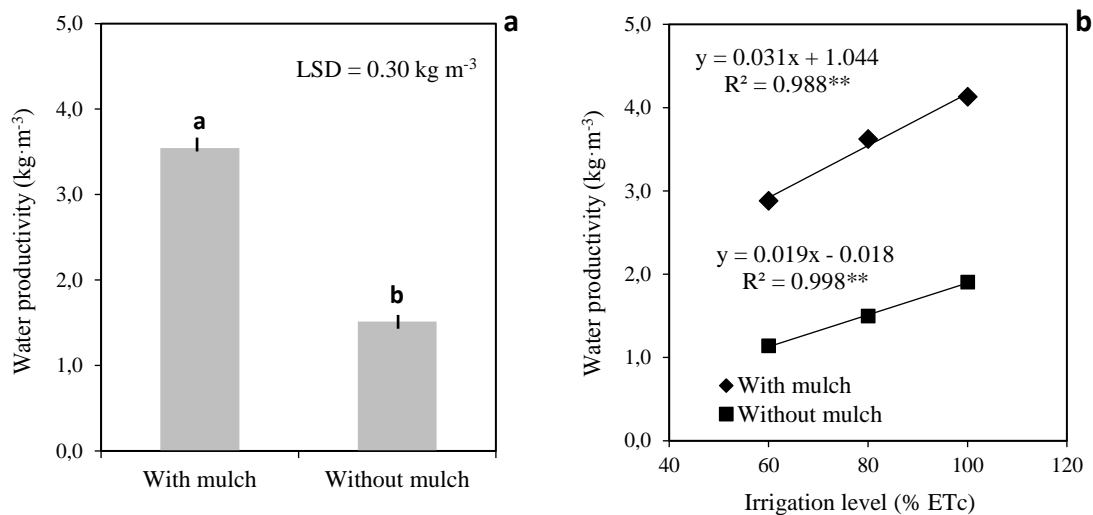 a
Water productivity (kg·m-3)
5,0
4,0
3,0
2,0
1,0
0,0
LSD = 0.30 kg m-3
a
b
With mulch
Without mulch
b
Water productivity (kg·m-3)
5,0
4,0
3,0
2,0
1,0
0,0
y = 0.031x + 1.044
R² = 0.988**
y = 0.019x - 0.018
R² = 0.998**
With mulch
Without mulch
40
60
80
100
120
Irrigation level (% ETc)